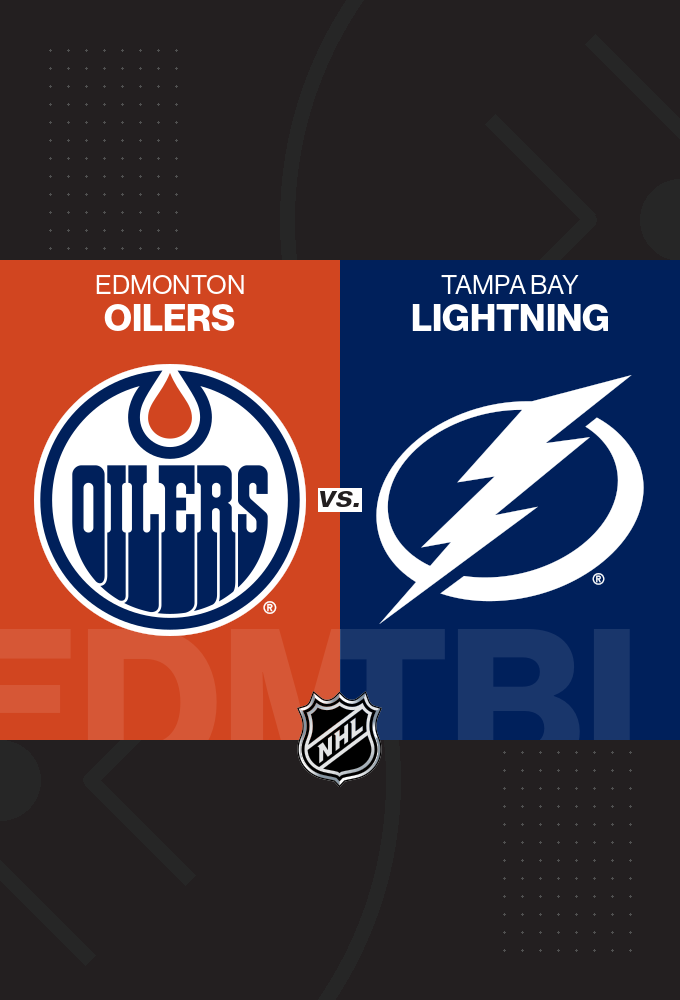 EDMONTON
OILERS
TAMPA BAY
LIGHTNING
OILERS
®
vs.
®
EDM
TBL
NHL